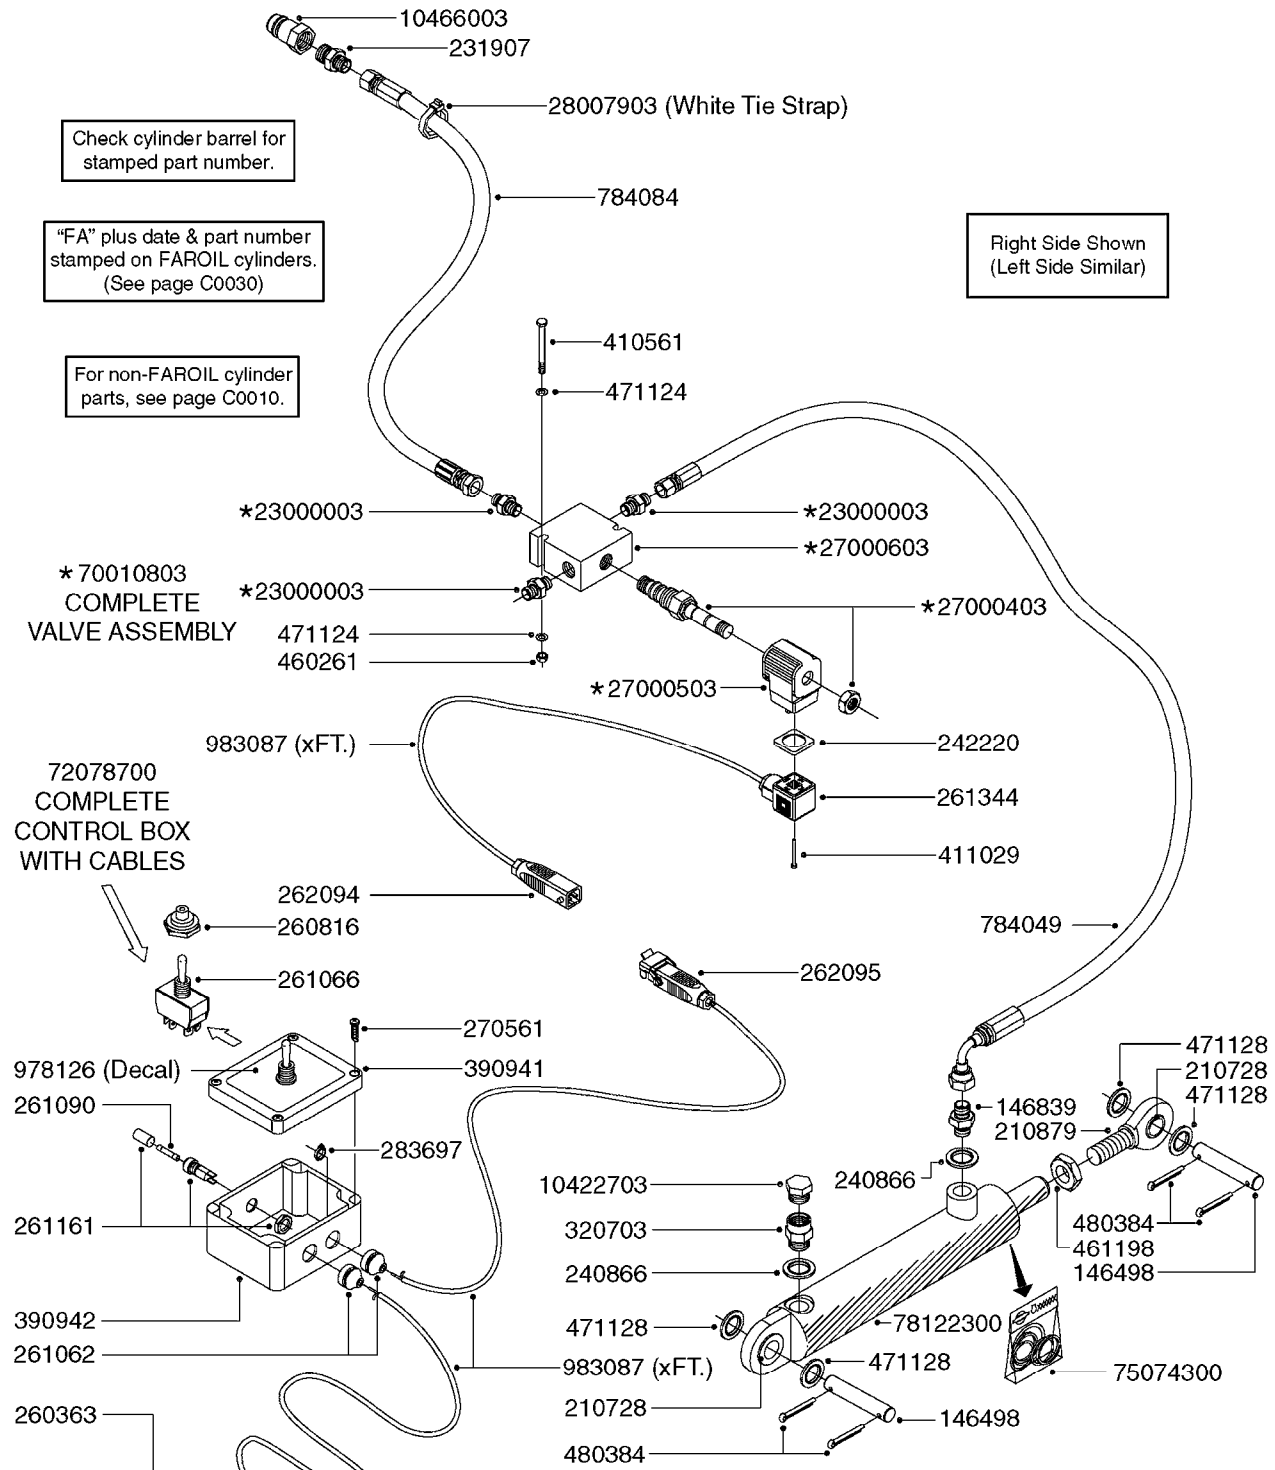 10466003
231907
28007903 (White Tie Strap)
Check cylinder barrel for
stamped part number.
784084
"FA" plus date & part number
stamped on FAROIL cylinders.
(See page C0030)
Right Side Shown
(Left Side Similar)
410561
For non-FAROIL cylinder
parts, see page C0010.
471124
*23000003
*23000003
*27000603
*70010803
COMPLETE
VALVE ASSEMBLY
*23000003
*27000403
471124
460261
*27000503
983087 (xFT.)
242220
72078700
COMPLETE
CONTROL BOX
WITH CABLES
261344
411029
262094
260816
784049
261066
262095
270561
978126 (Decal)
390941
471128
210728
471128
261090
146839
210879
283697
240866
10422703
261161
320703
480384
461198
146498
240866
390942
471128
78122300
261062
983087 (xFT.)
471128
75074300
260363
210728
146498
480384